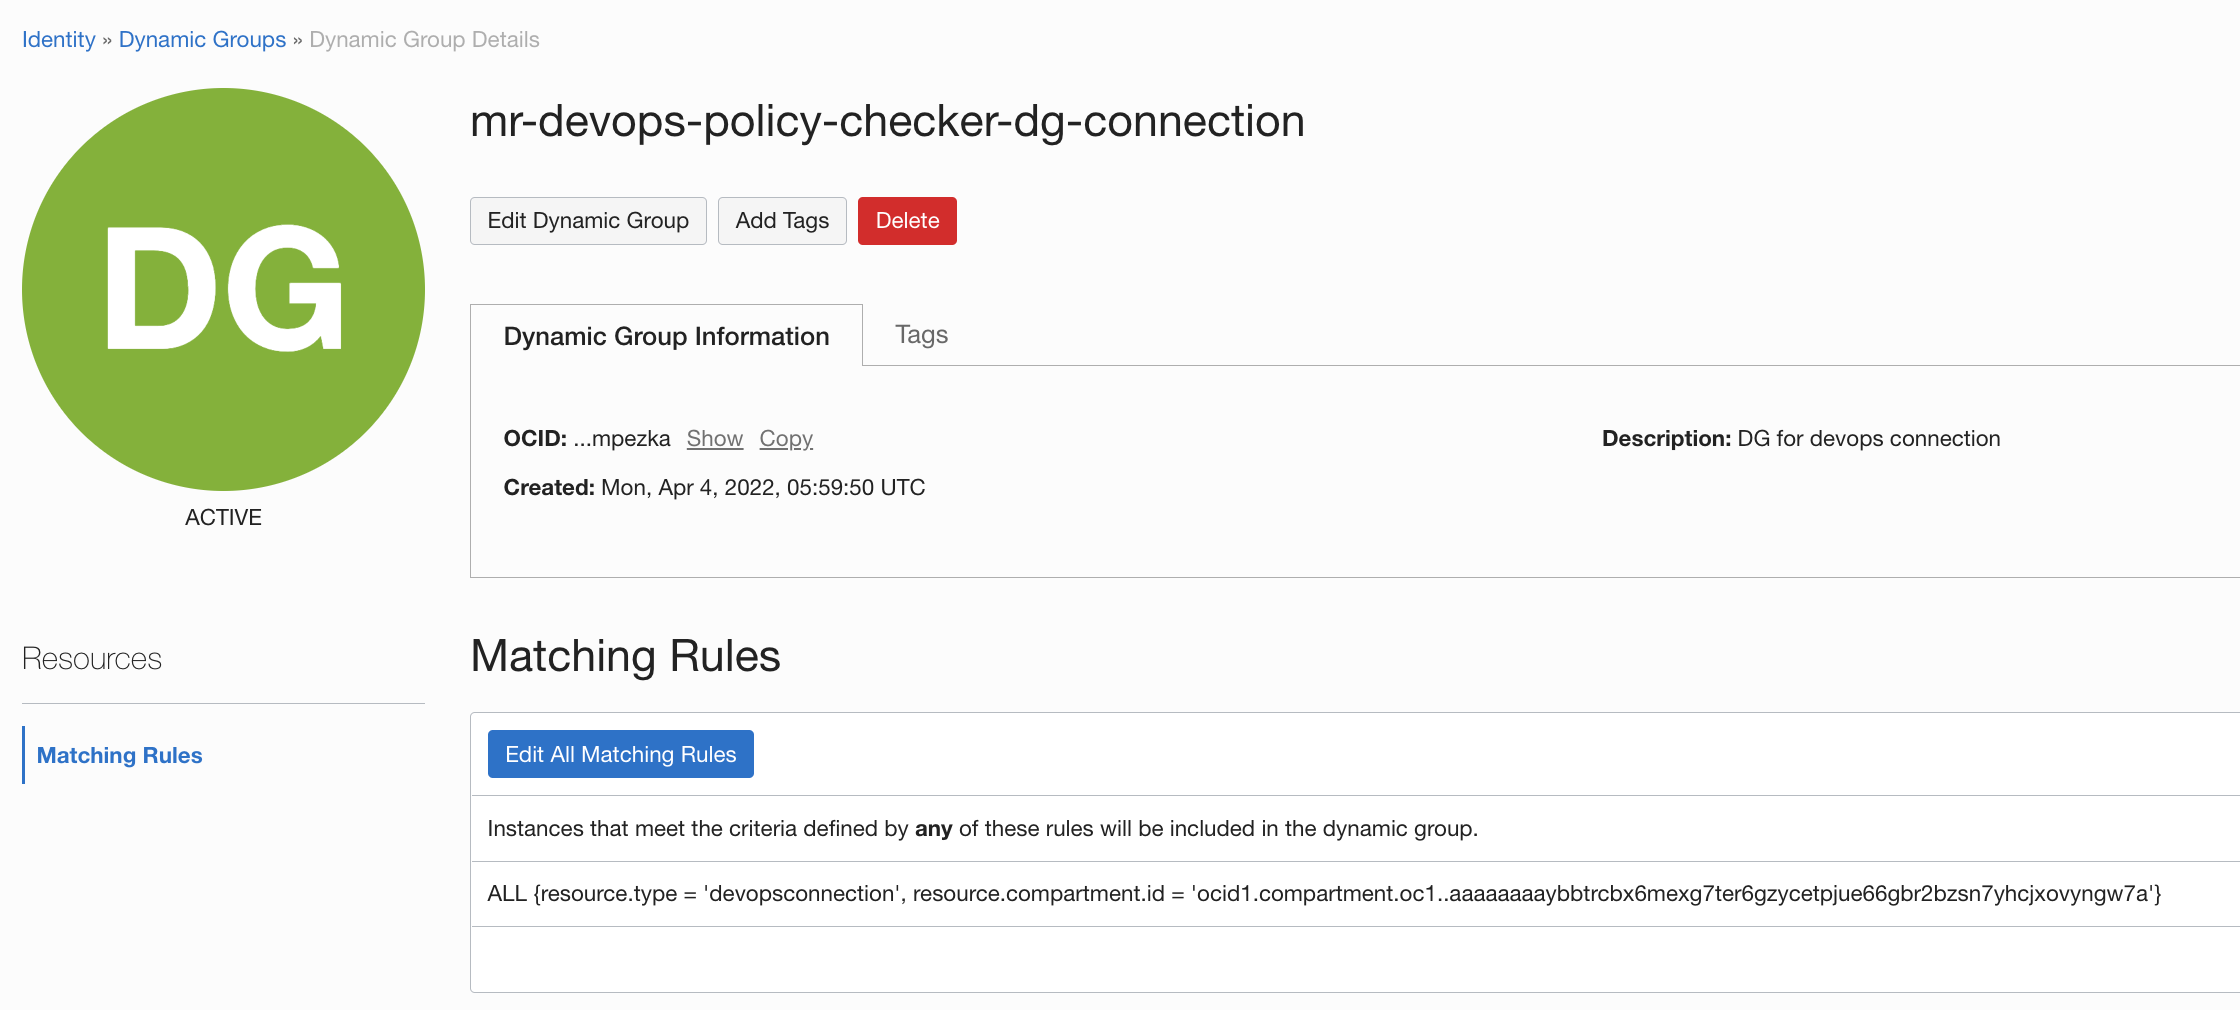 Identity » Dynamic Groups » Dynamic Group Details
DG
ACTIVE
mr-devops-policy-checker-dg-connection
Edit Dynamic Group Add Tags Delete
Dynamic Group Information Tags
OCID: ...mpezka Show Copy
Created: Mon, Apr 4, 2022, 05:59:50 UTC
Description: DG for devops connection
Resources
Matching Rules
Matching Rules
Edit All Matching Rules
Instances that meet the criteria defined by any of these rules will be included in the dynamic group.
ALL {resource.type = 'devopsconnection', resource.compartment.id = 'ocid1.compartment.oc1..aaaaaaaaybbtrcbx6mexg7ter6gzycetpjue66gbr2bzsn7yhcjxovyngw7a'}